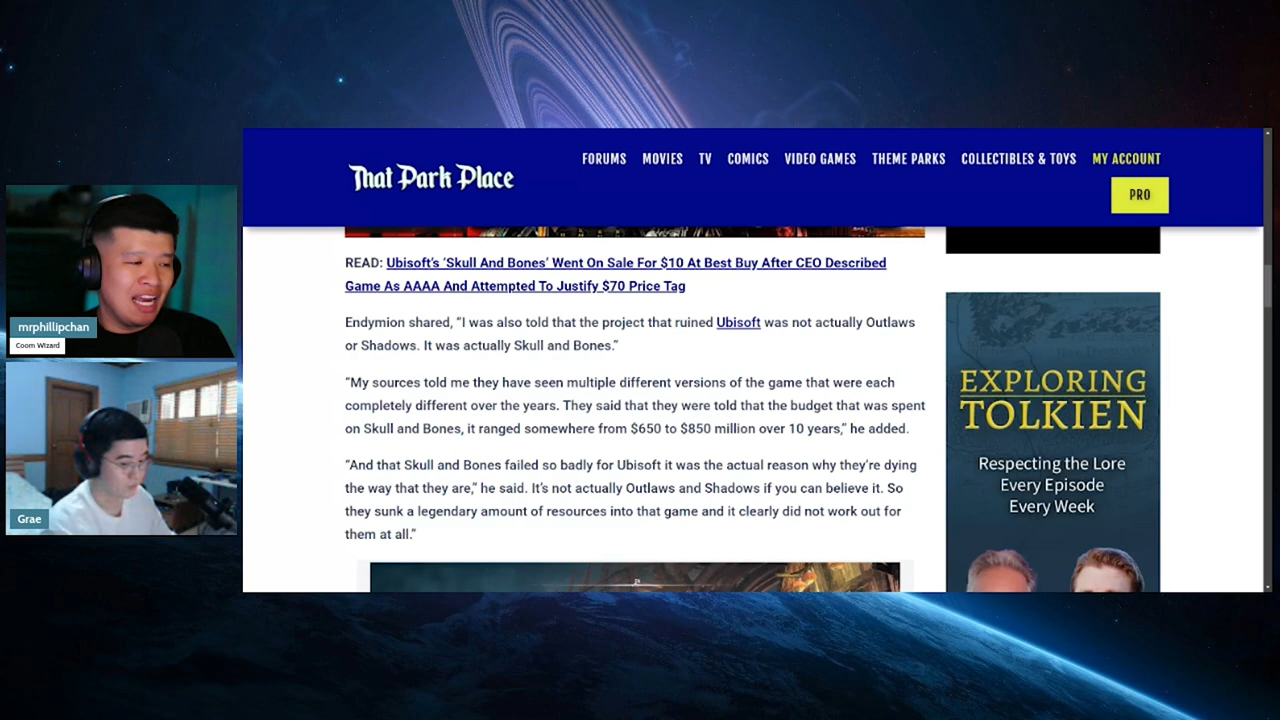 That Park Place
FORUMS MOVIES TV COMICS VIDEO GAMES THEME PARKS COLLECTIBLES & TOYS MY ACCOUNT
PRO
READ: Ubisoft's ‘Skull And Bones’ Went On Sale For $10 At Best Buy After CEO Described
Game As AAAA And Attempted To Justify $70 Price Tag
Endymion shared, “I was also told that the project that ruined Ubisoft was not actually Outlaws
or Shadows. It was actually Skull and Bones.”
“My sources told me they have seen multiple different versions of the game that were each
completely different over the years. They said that they were told that the budget that was spent
on Skull and Bones, it ranged somewhere from $650 to $850 million over 10 years,” he added.
“And that Skull and Bones failed so badly for Ubisoft it was the actual reason why they're dying
the way that they are,” he said. It's not actually Outlaws and Shadows if you can believe it. So
they sunk a legendary amount of resources into that game and it clearly did not work out for
them at all.”
EXPLORING
TOLKIEN
Respecting the Lore
Every Episode
Every Week
mrphillipchan
Coom Wizard
Grae